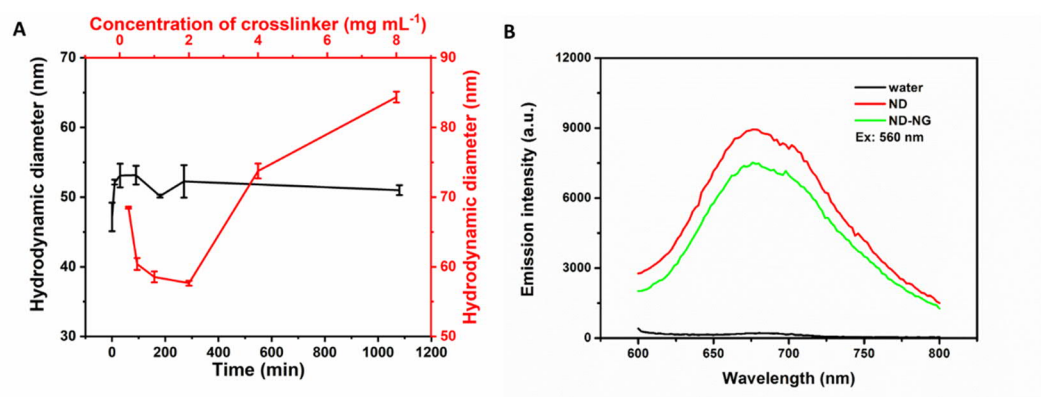 A
Concentration of crosslinker (mg mL-1)
0 2 4 6 8
Hydrodynamic diameter (nm)
70
60
50
40
30
90
80
70
60
50
Hydrodynamic diameter (nm)
0 200 400 600 800 1000 1200
Time (min)
B
Emission intensity (a.u.)
12000
9000
6000
3000
0
water
ND
ND-NG
Ex: 560 nm
600 650 700 750 800
Wavelength (nm)